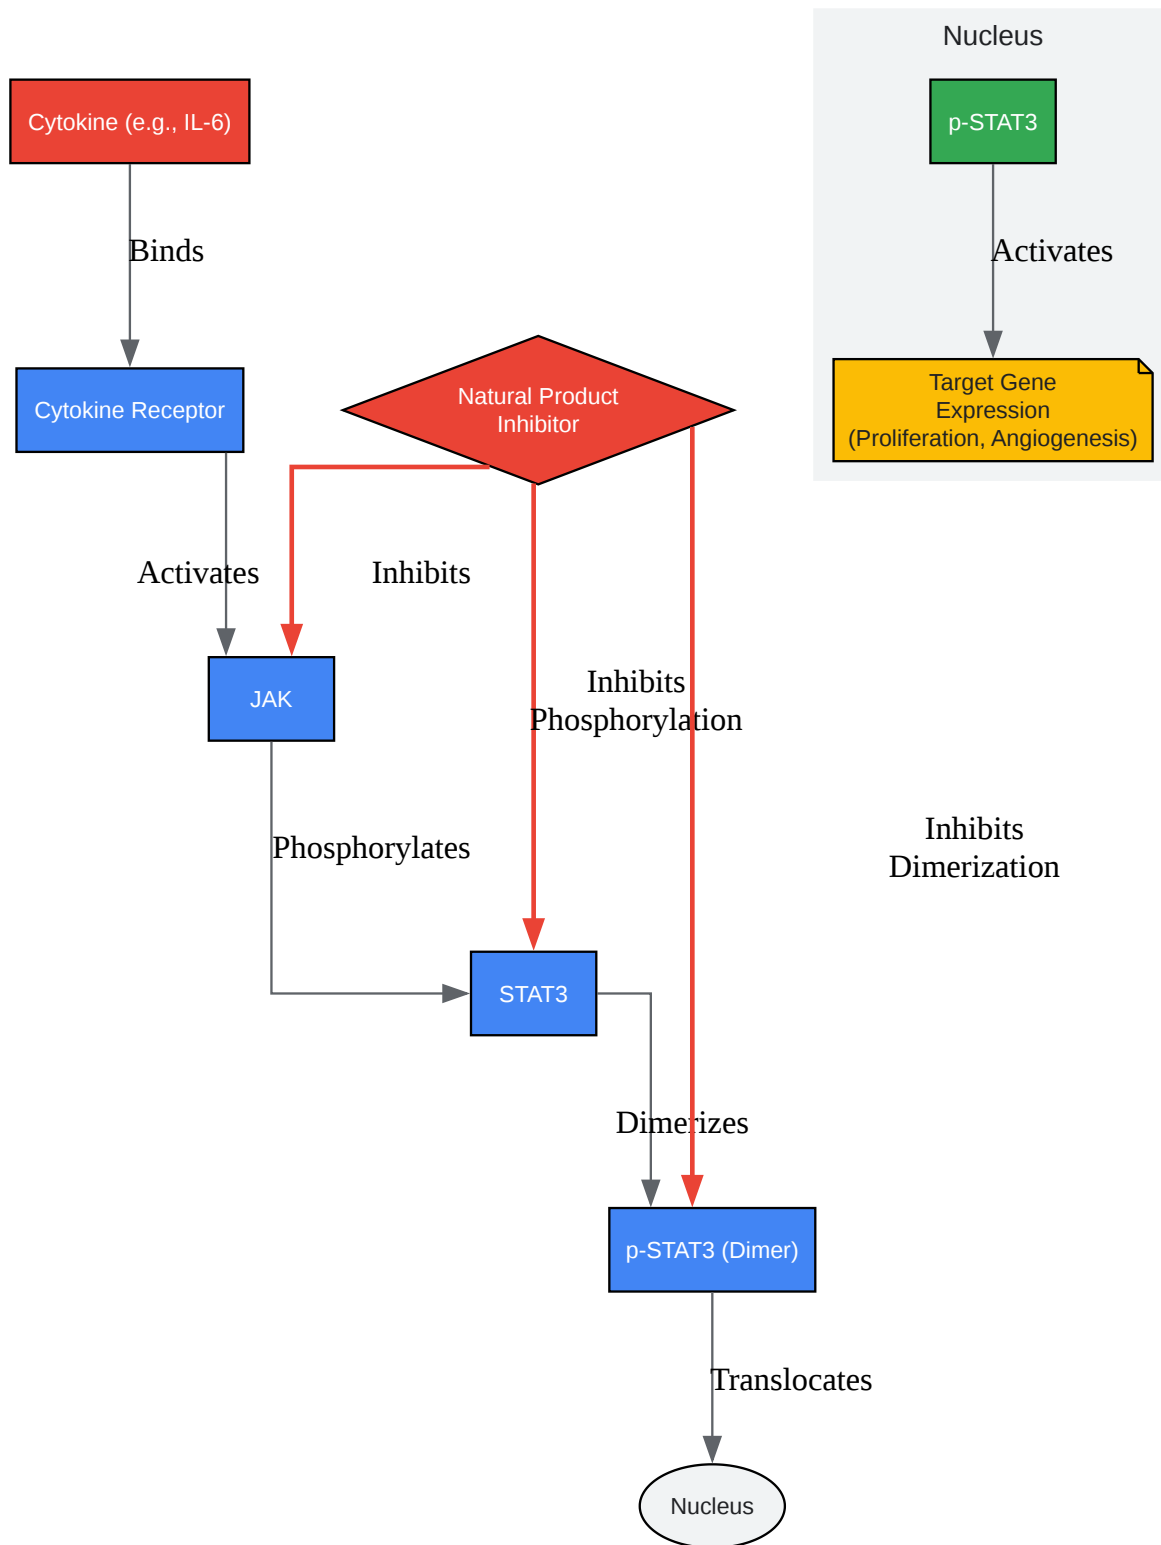 Nucleus
Cytokine (e.g., IL-6)
p-STAT3
Binds
Activates
Cytokine Receptor
Natural Product
Inhibitor
Target Gene
Expression
(Proliferation, Angiogenesis)
Activates
Inhibits
Inhibits
Phosphorylation
JAK
Phosphorylates
Inhibits
Dimerization
STAT3
Dimerizes
p-STAT3 (Dimer)
Translocates
Nucleus